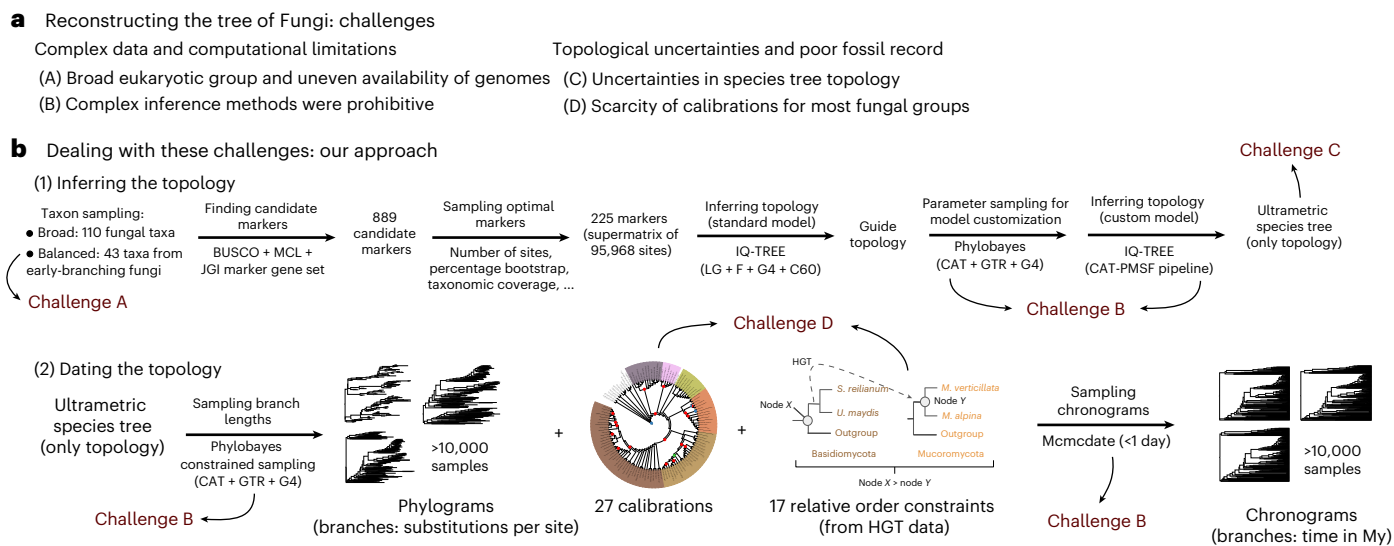 a Reconstructing the tree of Fungi: challenges
Complex data and computational limitations
(A) Broad eukaryotic group and uneven availability of genomes
(B) Complex inference methods were prohibitive
Topological uncertainties and poor fossil record
(C) Uncertainties in species tree topology
(D) Scarcity of calibrations for most fungal groups
b Dealing with these challenges: our approach
(1) Inferring the topology
Taxon sampling:
● Broad: 110 fungal taxa
● Balanced: 43 taxa from
early-branching fungi
Challenge A
Finding candidate
markers
BUSCO + MCL +
JGI marker gene set
889
candidate
markers
Sampling optimal
markers
Number of sites,
percentage bootstrap,
taxonomic coverage, ...
225 markers
(supermatrix of
95,968 sites)
Inferring topology
(standard model)
IQ-TREE
(LG + F + G4 + C60)
Guide
topology
Parameter sampling for
model customization
Phylobayes
(CAT + GTR + G4)
Inferring topology
(custom model)
IQ-TREE
(CAT-PMSF pipeline)
Challenge B
Challenge C
Ultrametric
species tree
(only topology)
(2) Dating the topology
Ultrametric
species tree
(only topology)
Sampling branch
lengths
Phylobayes
constrained sampling
(CAT + GTR + G4)
Challenge B
>10,000
samples
Phylograms
(branches: substitutions per site)
+
Challenge D
27 calibrations
+
HGT
S. reilianum
Node X
U. maydis
Outgroup
Basidiomycota
M. verticillata
Node Y
M. alpina
Outgroup
Mucoromycota
Node X > node Y
17 relative order constraints
(from HGT data)
Sampling
chronograms
Mcmcdate (<1 day)
Challenge B
>10,000
samples
Chronograms
(branches: time in My)